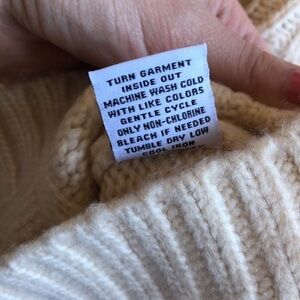 TURN GARMENT
INSIDE OUT
MACHINE WASH COLD
WITH LIKE COLORS
GENTLE CYCLE
ONLY NON-CHLORINE
BLEACH IF NEEDED
TUMBLE DRY LOW
COOL IRON